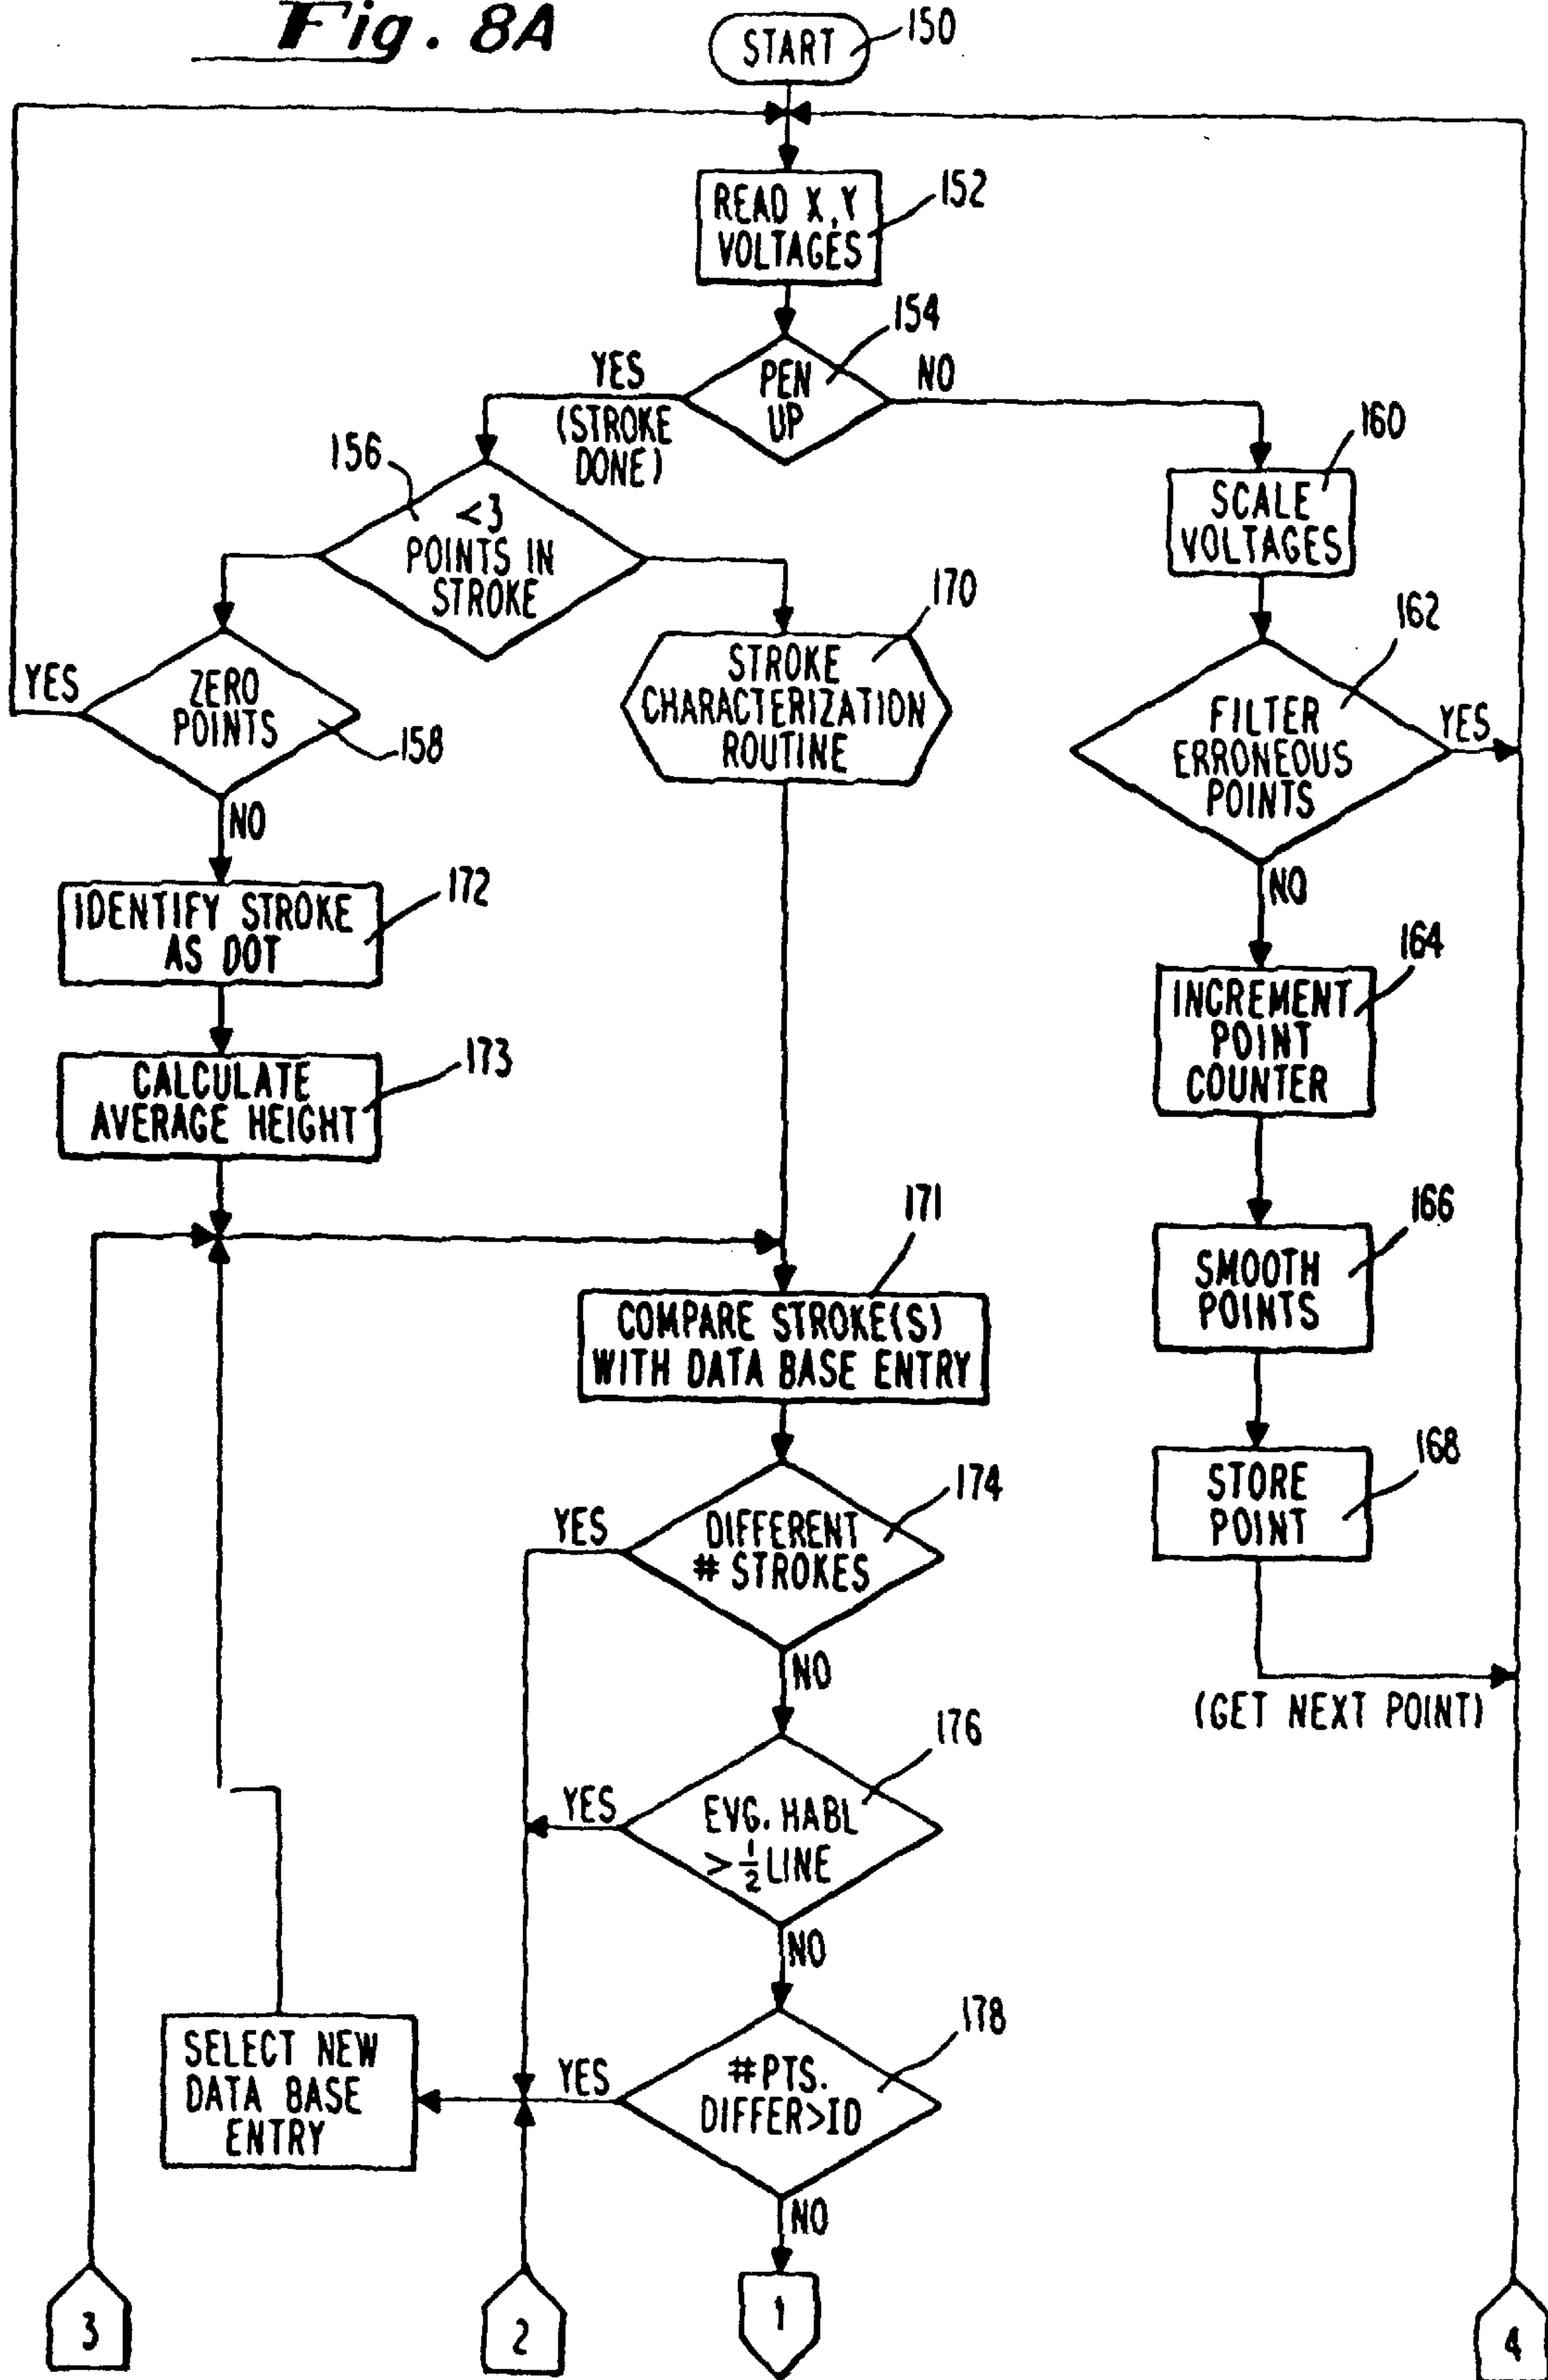 Fig. 8A
START
150
READ X,Y
VOLTAGES
152
154
PEN
UP
YES
(STROKE
DONE)
NO
156
<3
POINTS IN
STROKE
160
SCALE
VOLTAGES
170
STROKE
CHARACTERIZATION
ROUTINE
162
FILTER
ERRONEOUS
POINTS
YES
NO
YES
ZERO
POINTS
158
NO
IDENTIFY STROKE
AS DOT
172
164
INCREMENT
POINT
COUNTER
CALCULATE
AVERAGE HEIGHT
173
171
COMPARE STROKE(S)
WITH DATA BASE ENTRY
166
SMOOTH
POINTS
168
STORE
POINT
(GET NEXT POINT)
174
DIFFERENT
# STROKES
YES
NO
176
EVG. HABL
> 1/2 LINE
YES
NO
178
#PTS.
DIFFER>ID
YES
NO
SELECT NEW
DATA BASE
ENTRY
3
2
1
4